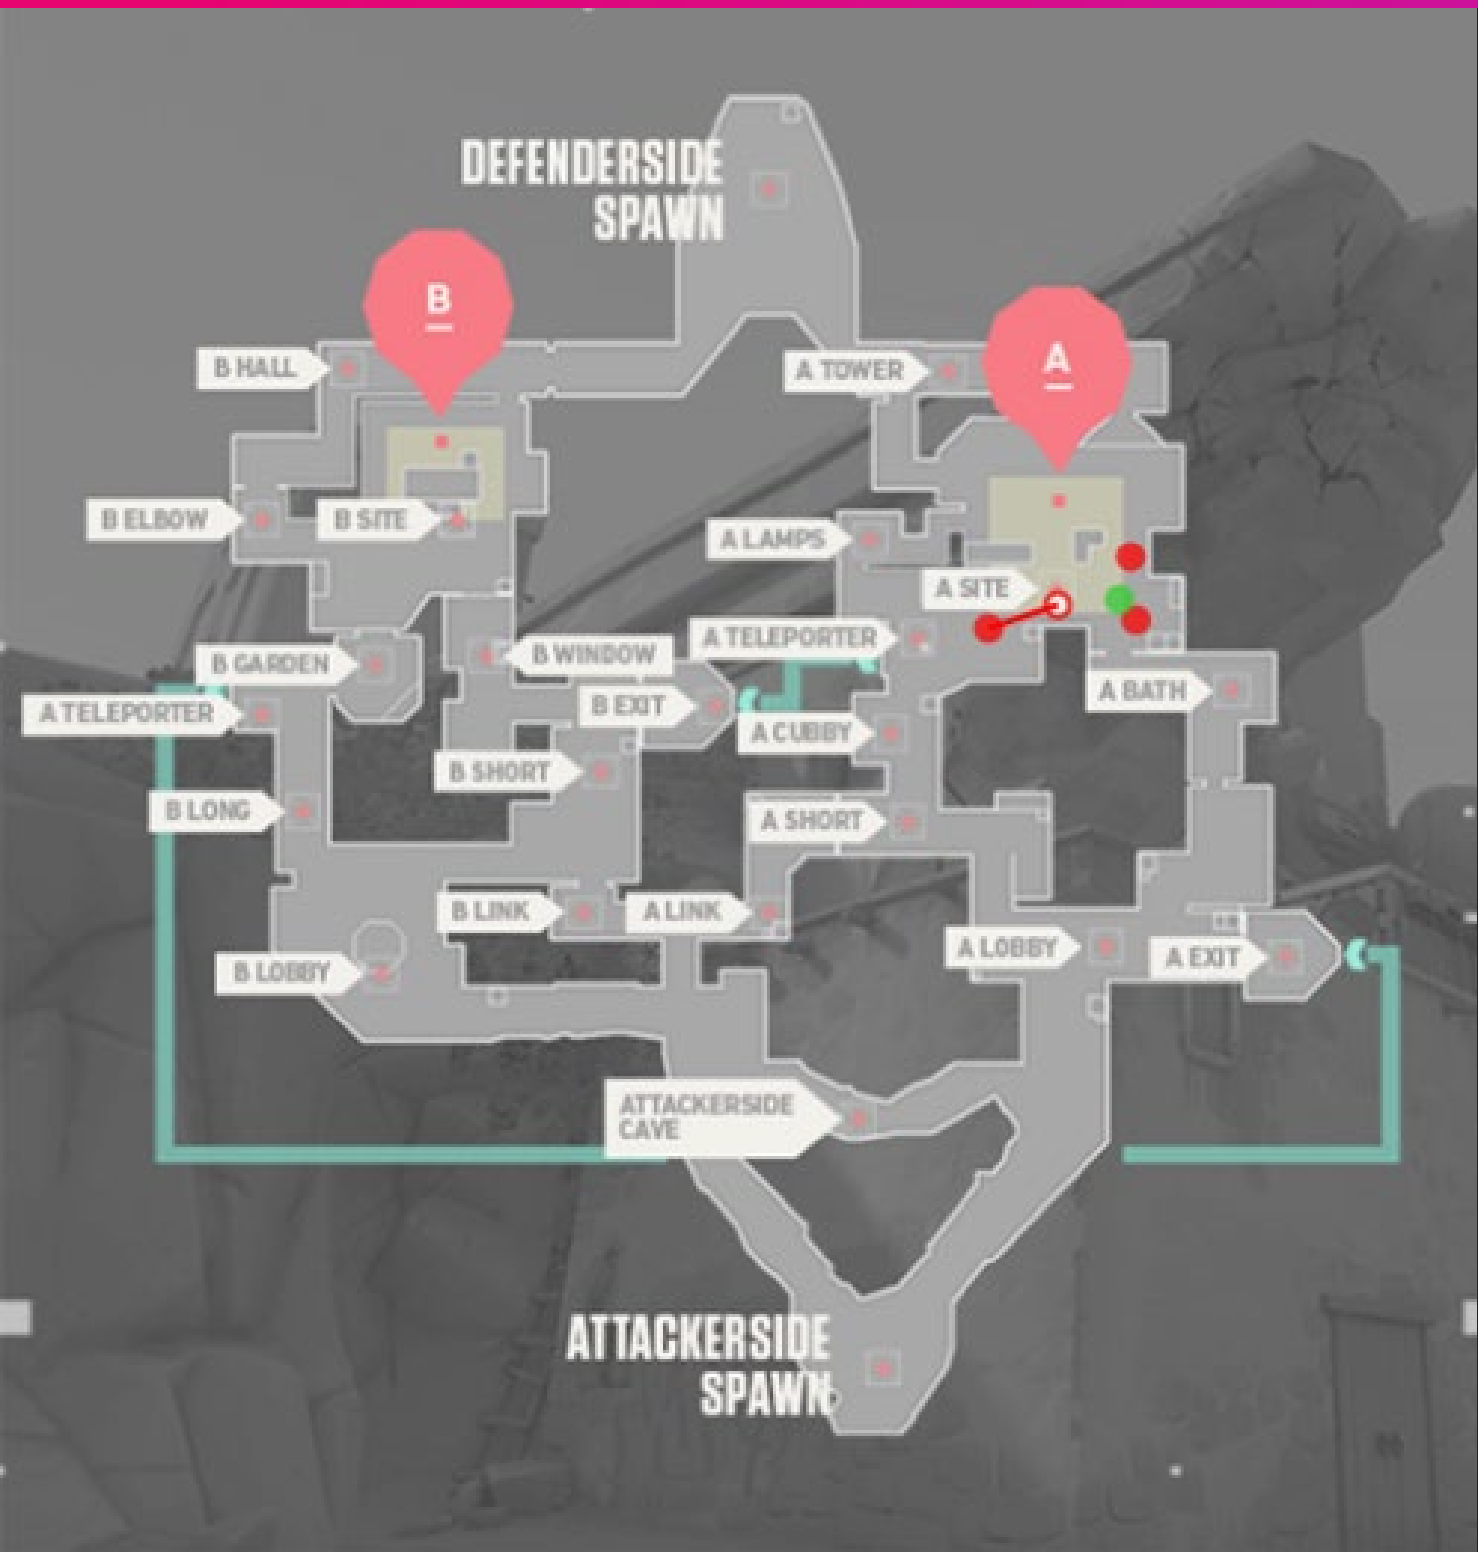 DEFENDERSIDE
SPAWN
B
A
B HALL
A TOWER
B ELBOW
B SITE
A LAMPS
A SITE
A TELEPORTER
B GARDEN
B WINDOW
A TELEPORTER
B EXIT
A BATH
A CUBBY
B SHORT
B LONG
A SHORT
B LINK
A LINK
B LOBBY
A LOBBY
A EXIT
ATTACKERSIDE
CAVE
ATTACKERSIDE
SPAWN